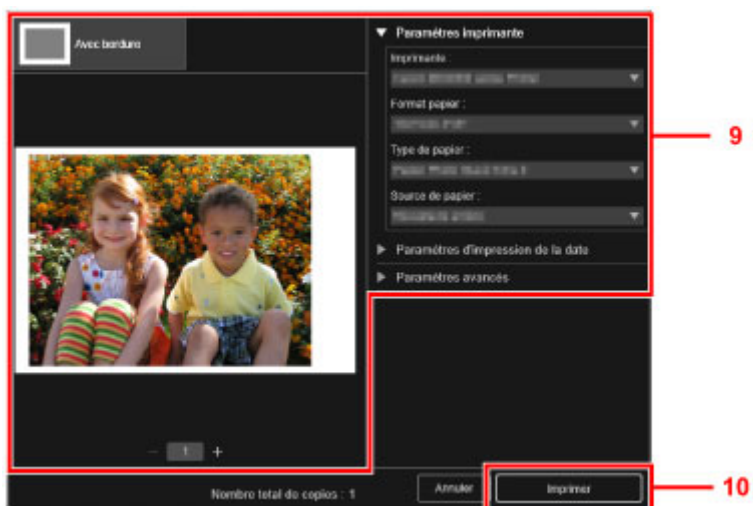 Avec bordure
Paramètres imprimante
Imprimante :
Format papier :
Type de papier :
Source de papier :
Paramètres d'impression de la date
Paramètres avancés
9
1
Nombre total de copies : 1
Annuler
Imprimer
10